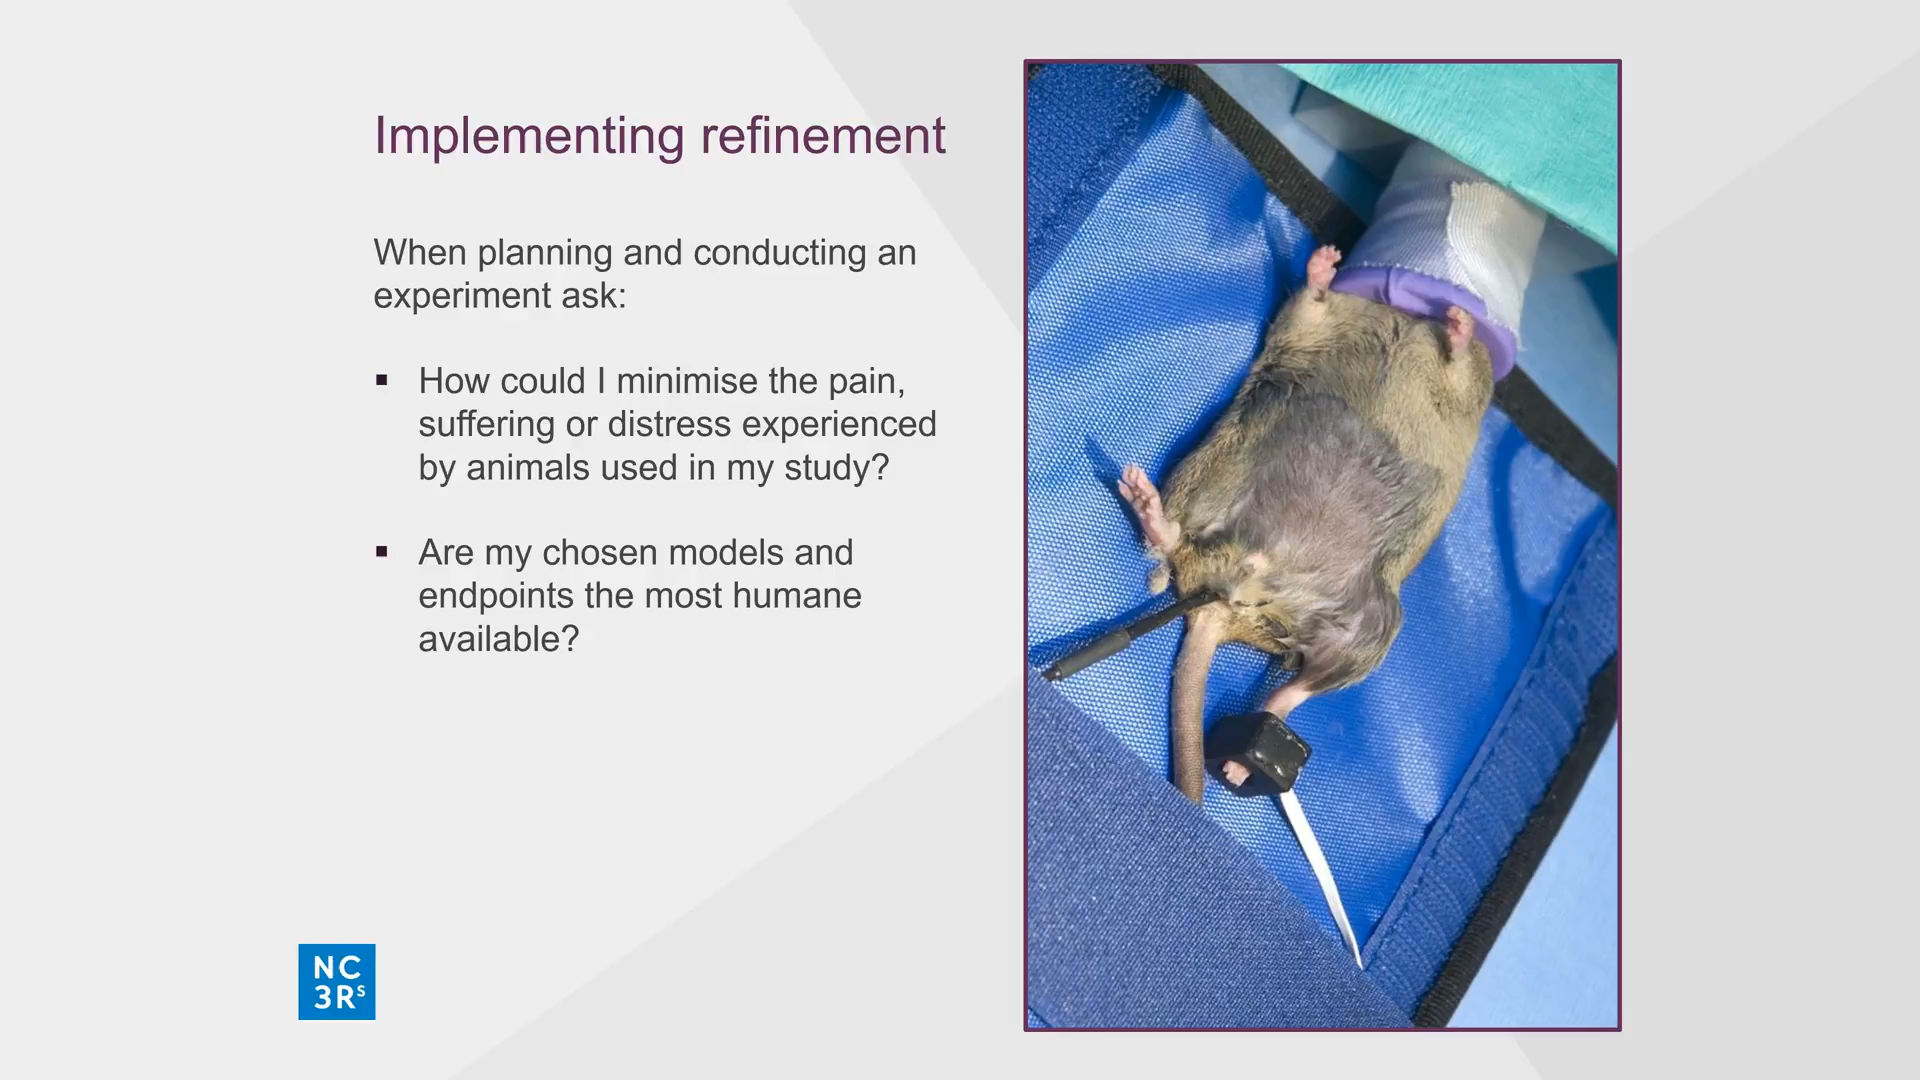 Implementing refinement
When planning and conducting an
experiment ask:
▪ How could I minimise the pain,
suffering or distress experienced
by animals used in my study?
▪ Are my chosen models and
endpoints the most humane
available?
NC
3Rs